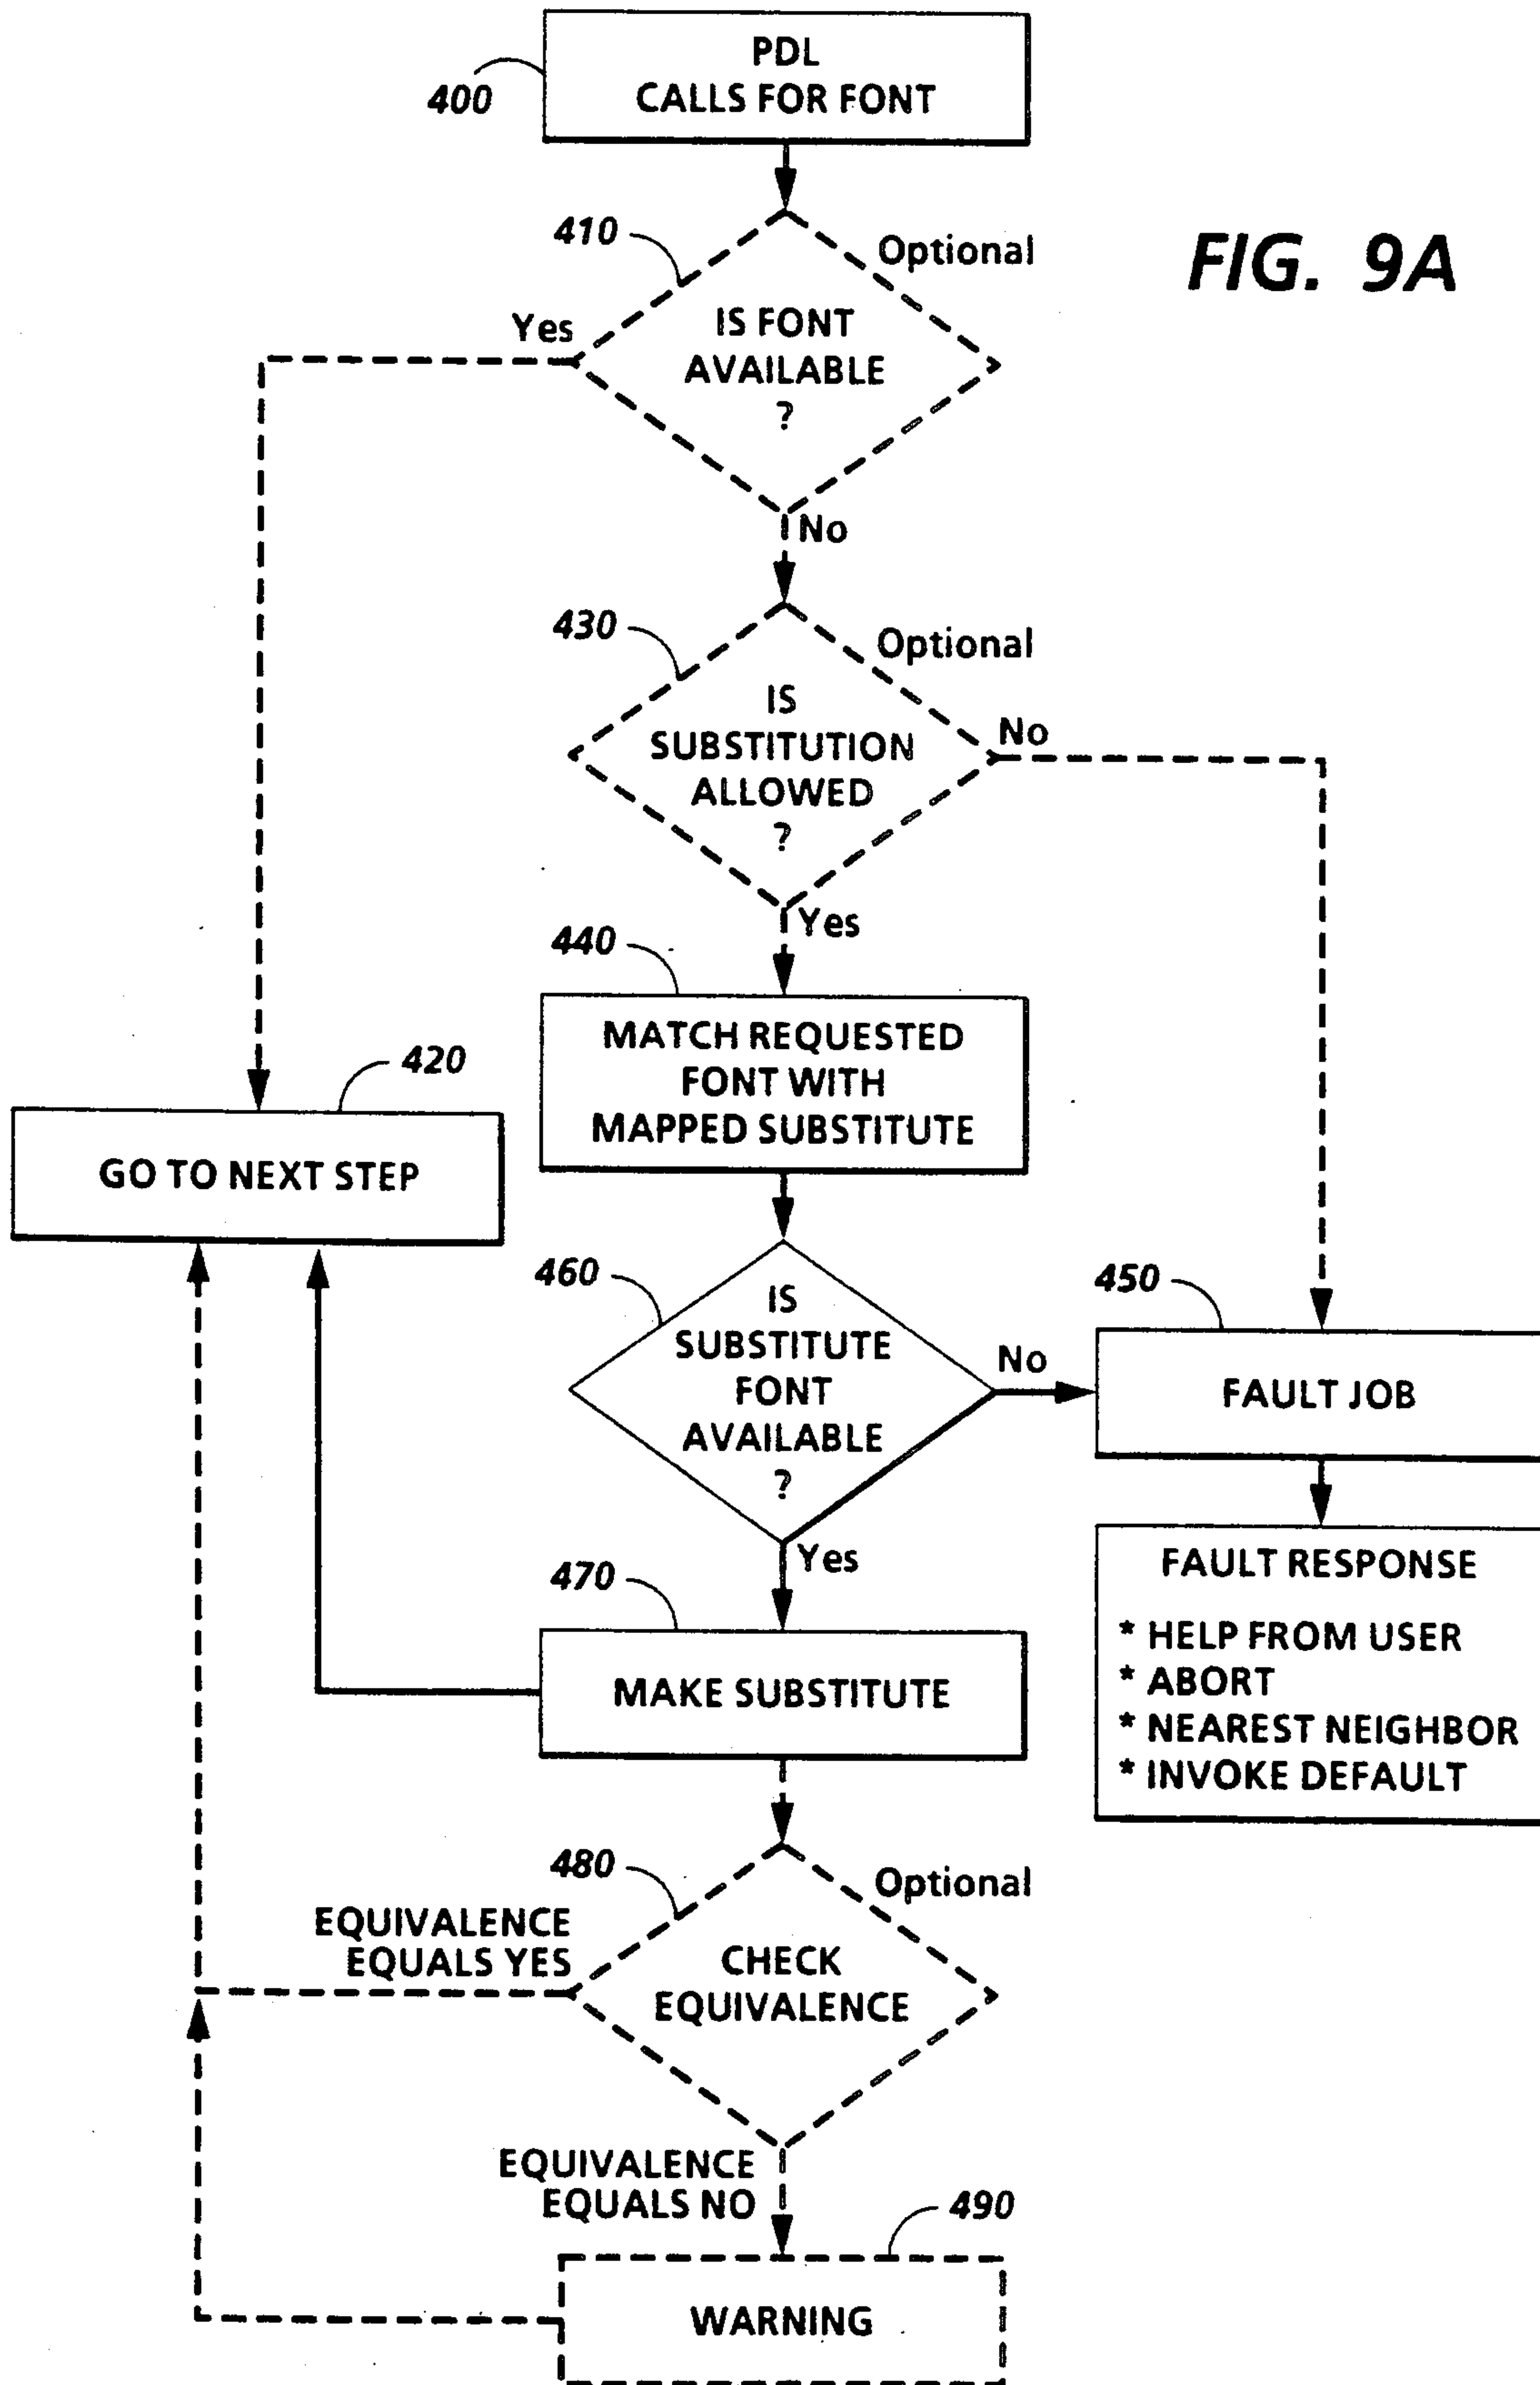 PDL
CALLS FOR FONT
400
FIG. 9A
410
Optional
Yes
IS FONT
AVAILABLE
?
No
430
Optional
IS
SUBSTITUTION
ALLOWED
?
No
Yes
440
MATCH REQUESTED
FONT WITH
MAPPED SUBSTITUTE
420
GO TO NEXT STEP
460
IS
SUBSTITUTE
FONT
AVAILABLE
?
No
450
FAULT JOB
Yes
FAULT RESPONSE
* HELP FROM USER
* ABORT
* NEAREST NEIGHBOR
* INVOKE DEFAULT
470
MAKE SUBSTITUTE
480
Optional
EQUIVALENCE
EQUALS YES
CHECK
EQUIVALENCE
EQUIVALENCE
EQUALS NO
490
WARNING